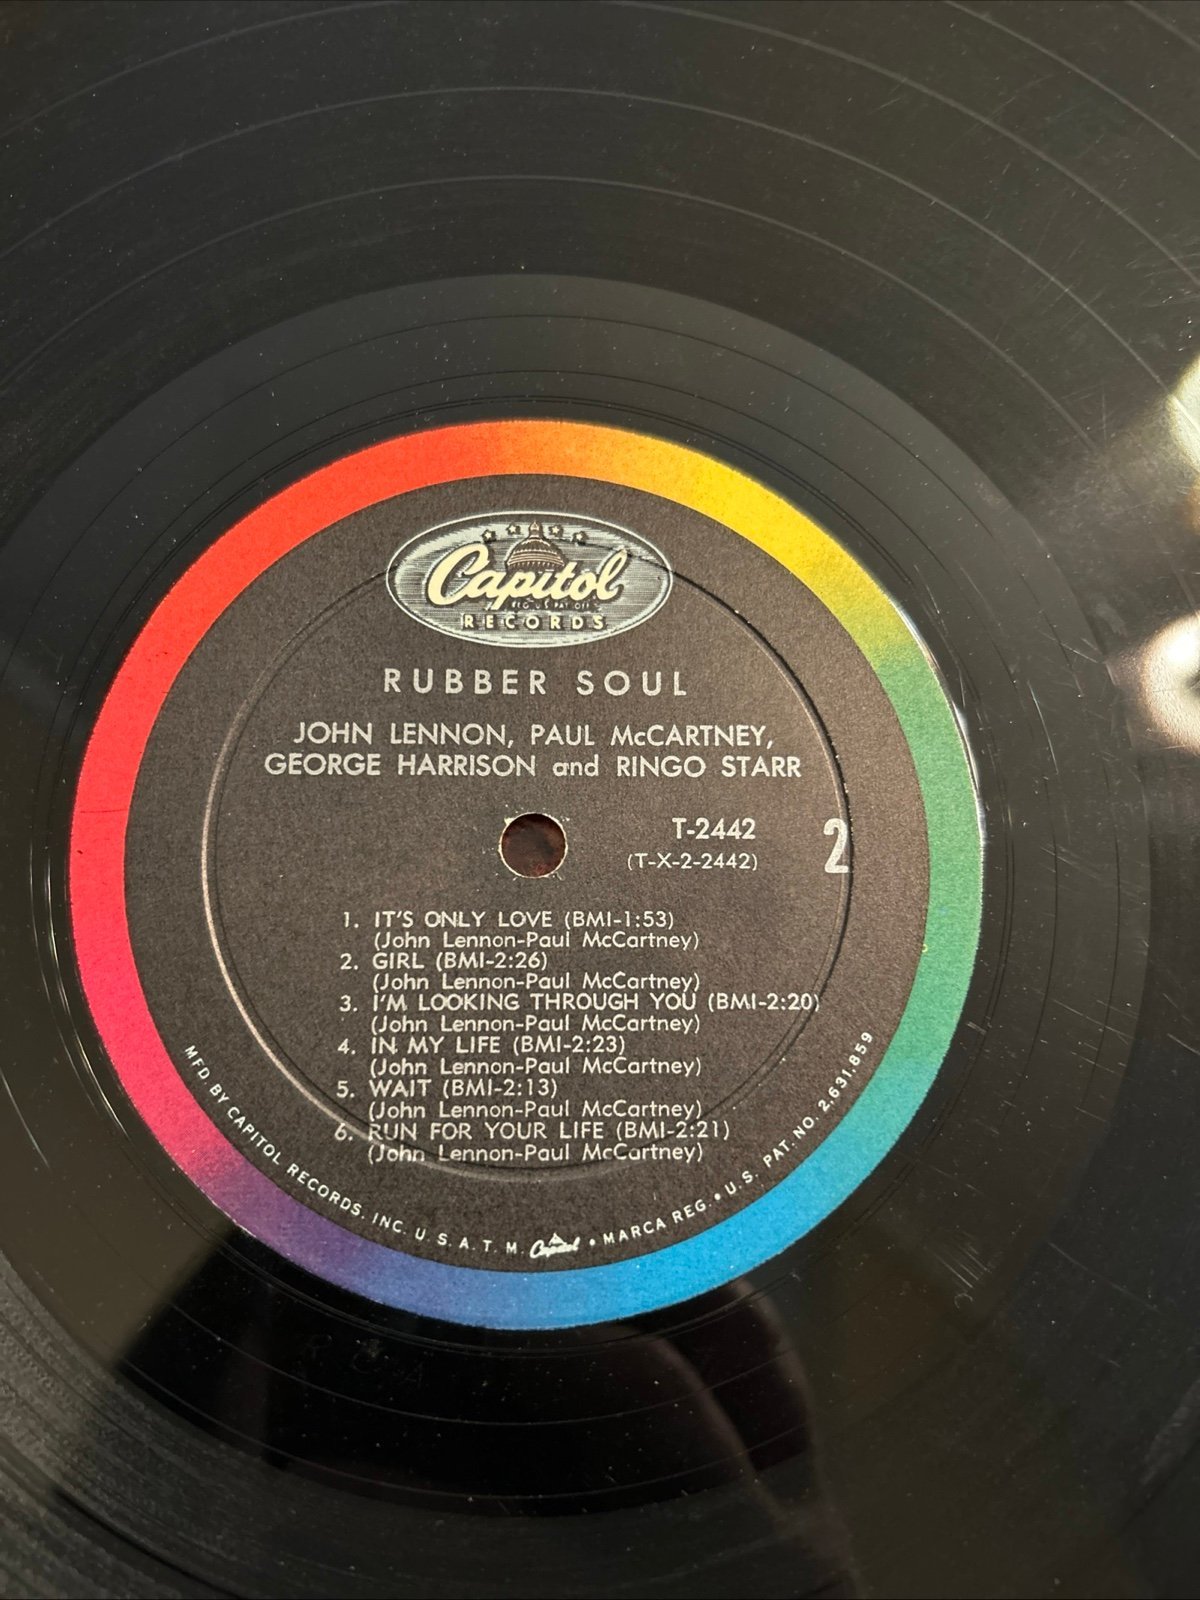 Capitol
REG. U.S. PAT. OFF.
RECORDS
RUBBER SOUL
JOHN LENNON, PAUL McCARTNEY,
GEORGE HARRISON and RINGO STARR
T-2442
(T-X-2-2442)
2
1. IT'S ONLY LOVE (BMI-1:53)
(John Lennon-Paul McCartney)
2. GIRL (BMI-2:26)
(John Lennon-Paul McCartney)
3. I'M LOOKING THROUGH YOU (BMI-2:20)
(John Lennon-Paul McCartney)
4. IN MY LIFE (BMI-2:23)
(John Lennon-Paul McCartney)
5. WAIT (BMI-2:13)
(John Lennon-Paul McCartney)
6. RUN FOR YOUR LIFE (BMI-2:21)
(John Lennon-Paul McCartney)
MFD. BY CAPITOL RECORDS, INC. U. S. A. T. M. Capitol • MARCA REG. • U.S. PAT. NO. 2,631,859
R C A